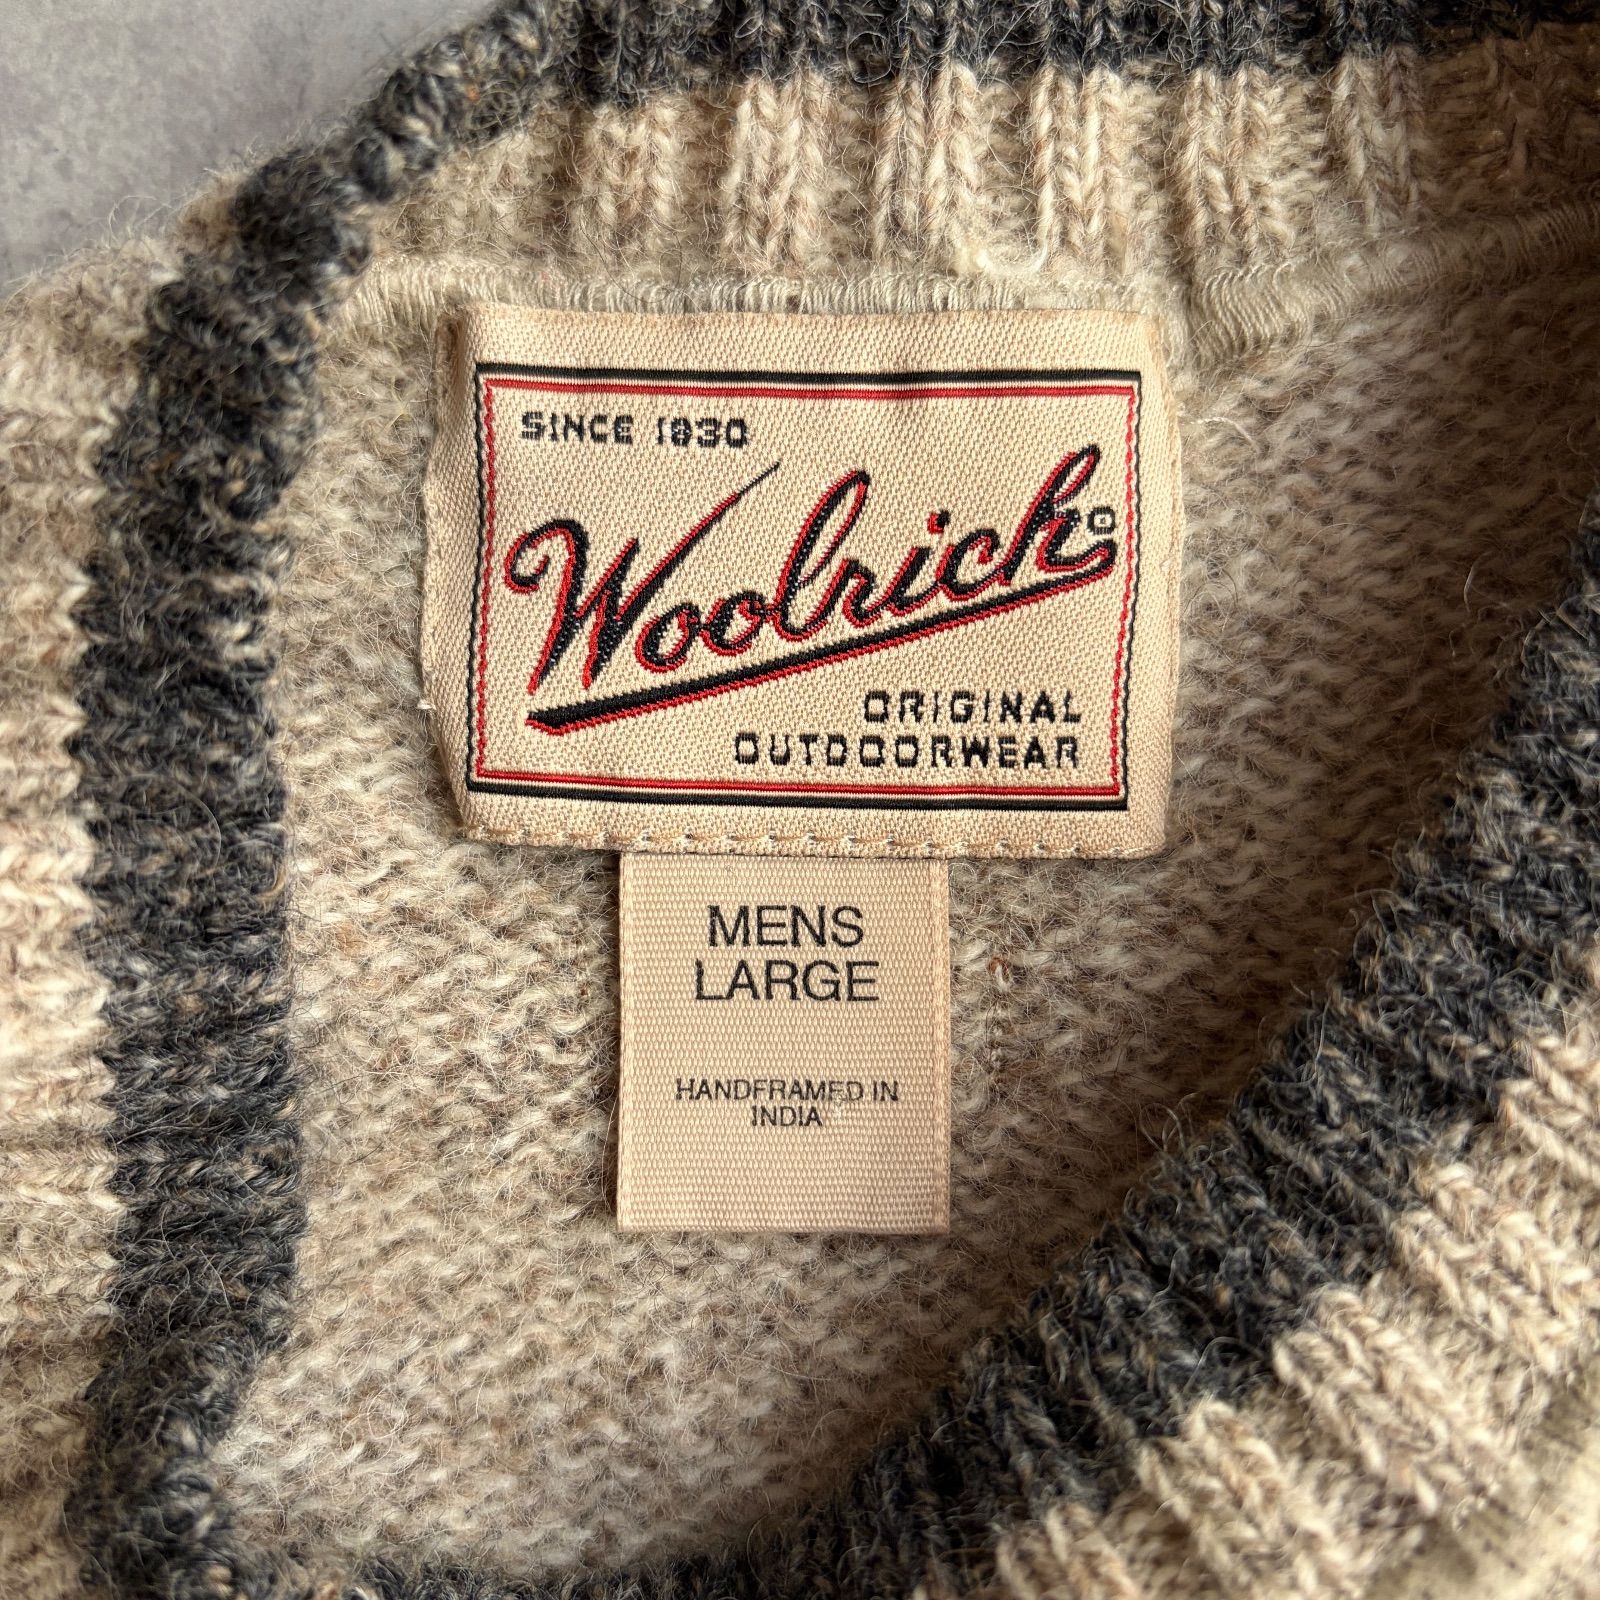 SINCE 1830
Woolrich®
ORIGINAL
OUTDOORWEAR
MENS
LARGE
HANDFRAMED IN
INDIA